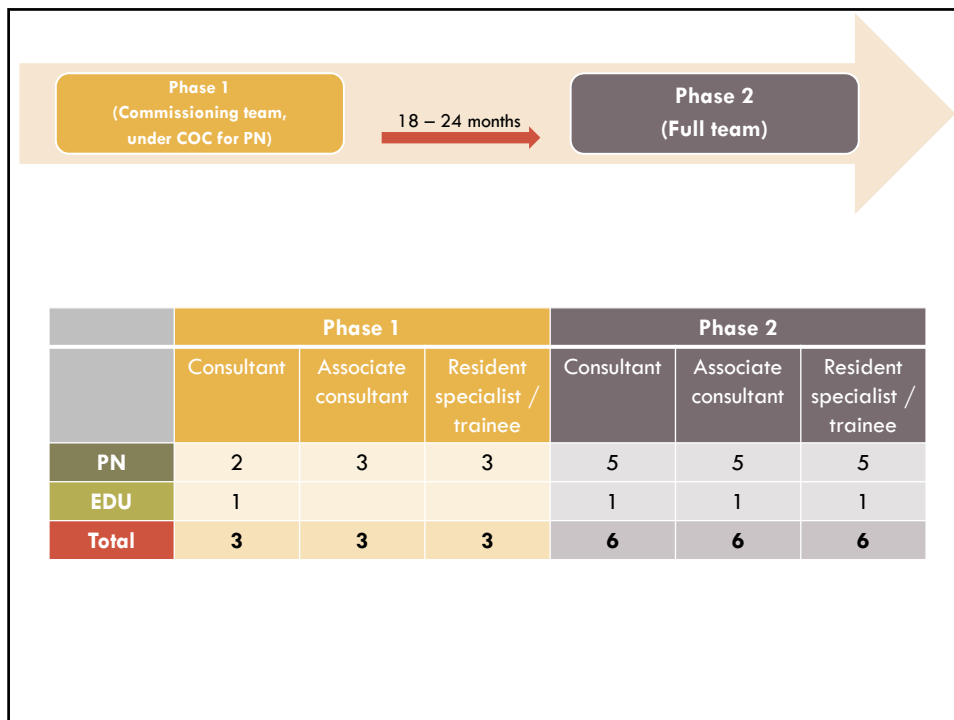 Phase 1
(Commissioning team,
under COC for PN)
18 – 24 months
Phase 2
(Full team)
Phase 1 Phase 2
Consultant Associate consultant Resident specialist / trainee Consultant Associate consultant Resident specialist / trainee
PN 2 3 3 5 5 5
EDU 1 1 1 1
Total 3 3 3 6 6 6